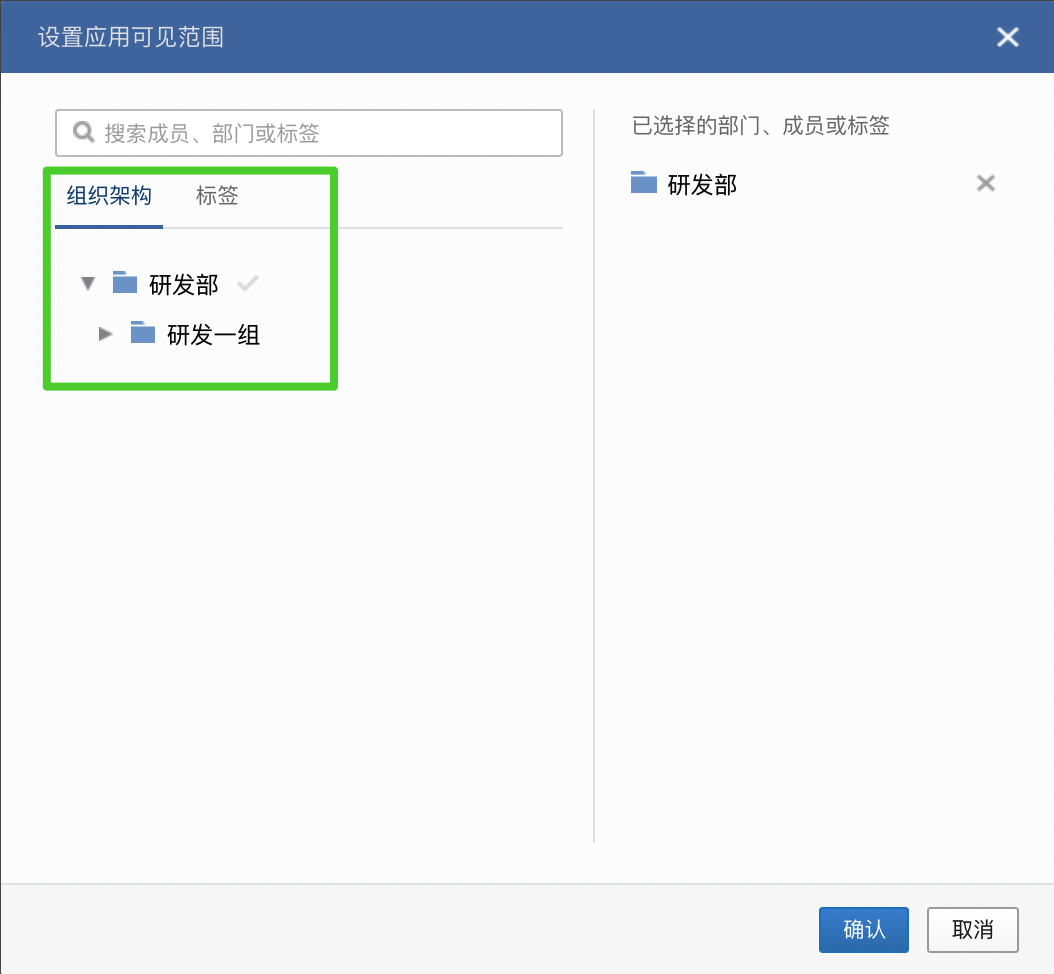 设置应用可见范围
搜索成员、部门或标签
组织架构 标签
研发部
研发一组
已选择的部门、成员或标签
研发部
确认 取消